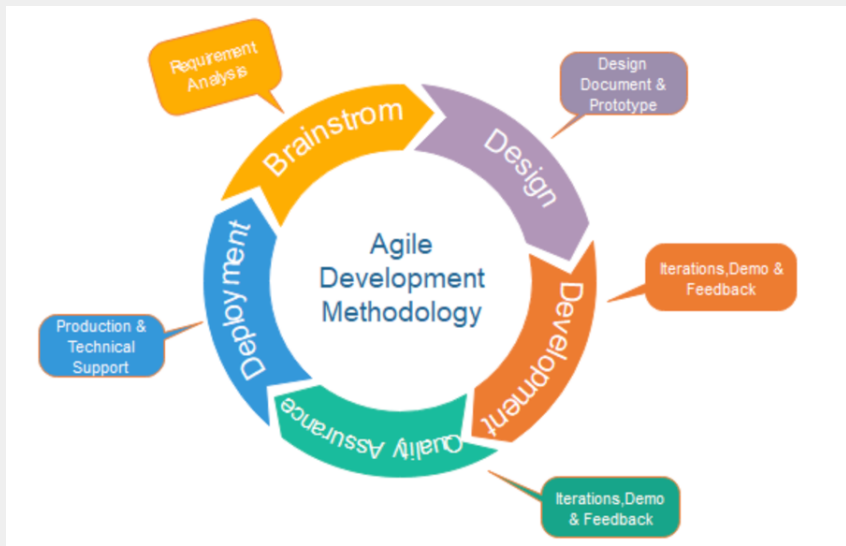 Requirement
Analysis
Brainstrom
Design
Document &
Prototype
Design
Agile
Development
Methodology
Iterations,Demo &
Feedback
Development
Deployment
Production &
Technical
Support
Quality Assurance
Iterations,Demo
& Feedback